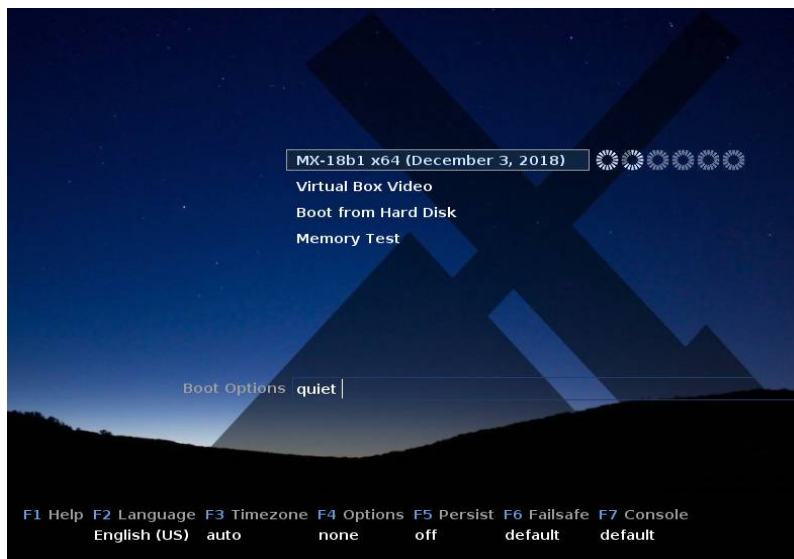 MX-18b1 x64 (December 3, 2018)
Virtual Box Video
Boot from Hard Disk
Memory Test
Boot Options quiet
F1 Help F2 Language F3 Timezone F4 Options F5 Persist F6 Failsafe F7 Console
English (US) auto none off default default